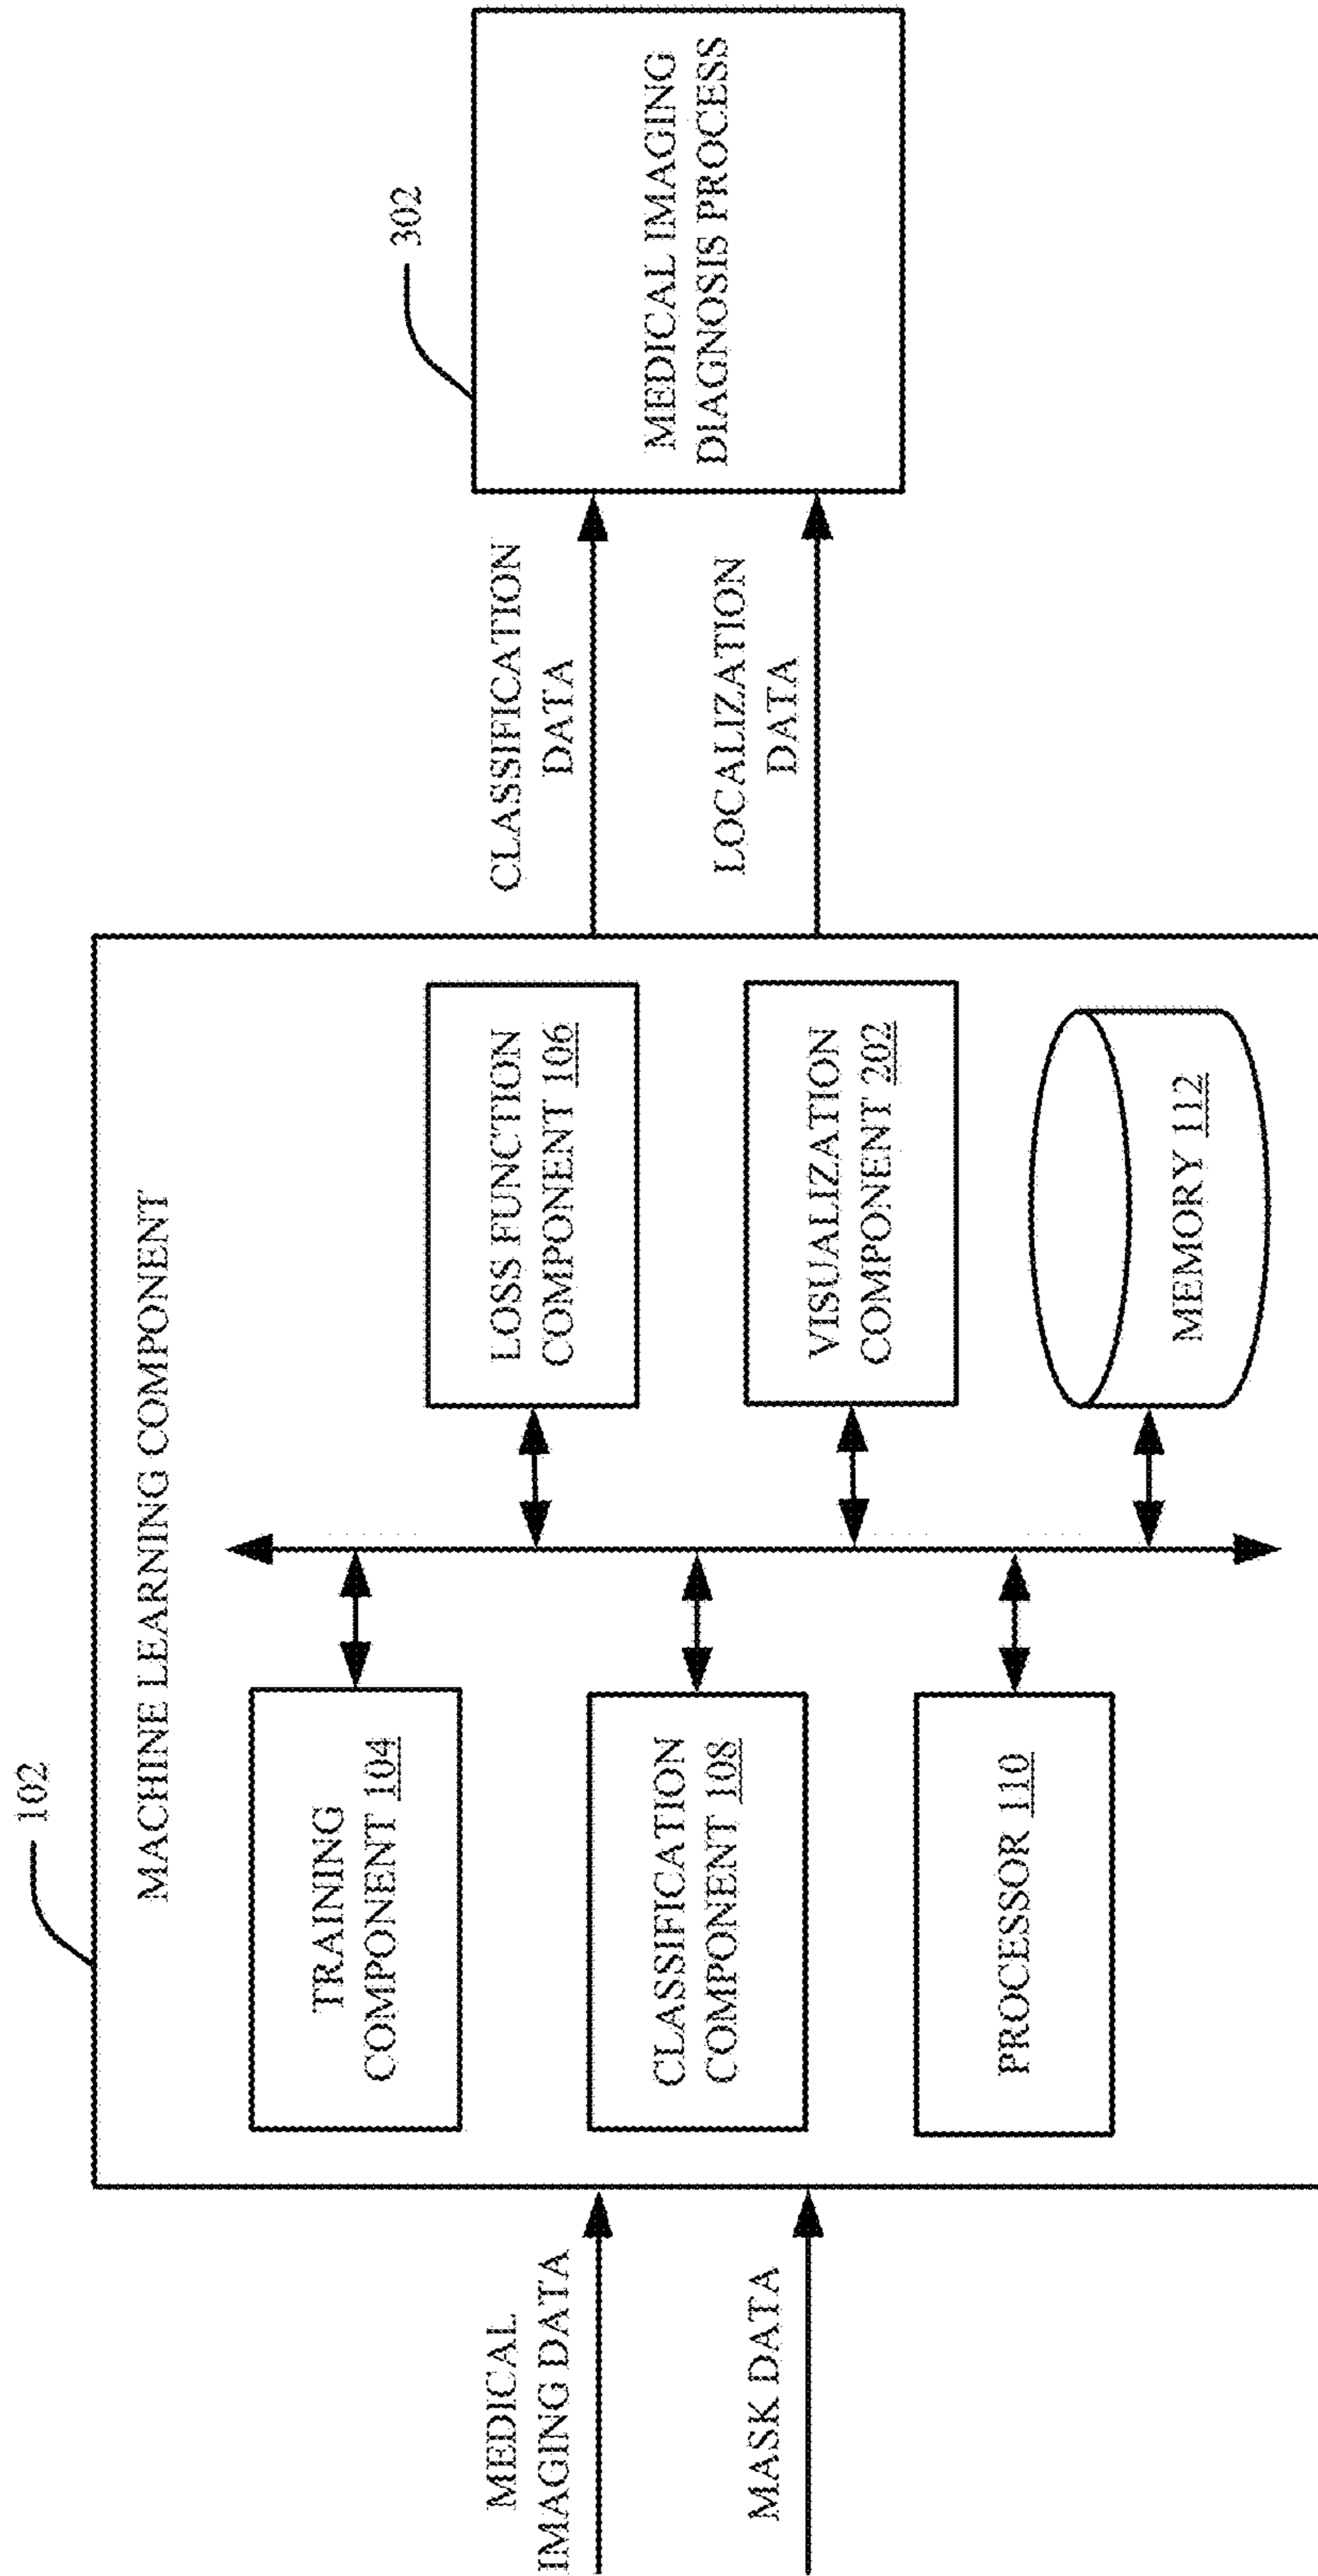 102
MACHINE LEARNING COMPONENT
MEDICAL
IMAGING DATA
MASK DATA
TRAINING
COMPONENT 104
CLASSIFICATION
COMPONENT 108
PROCESSOR 110
LOSS FUNCTION
COMPONENT 106
VISUALIZATION
COMPONENT 202
MEMORY 112
CLASSIFICATION
DATA
LOCALIZATION
DATA
302
MEDICAL IMAGING
DIAGNOSIS PROCESS